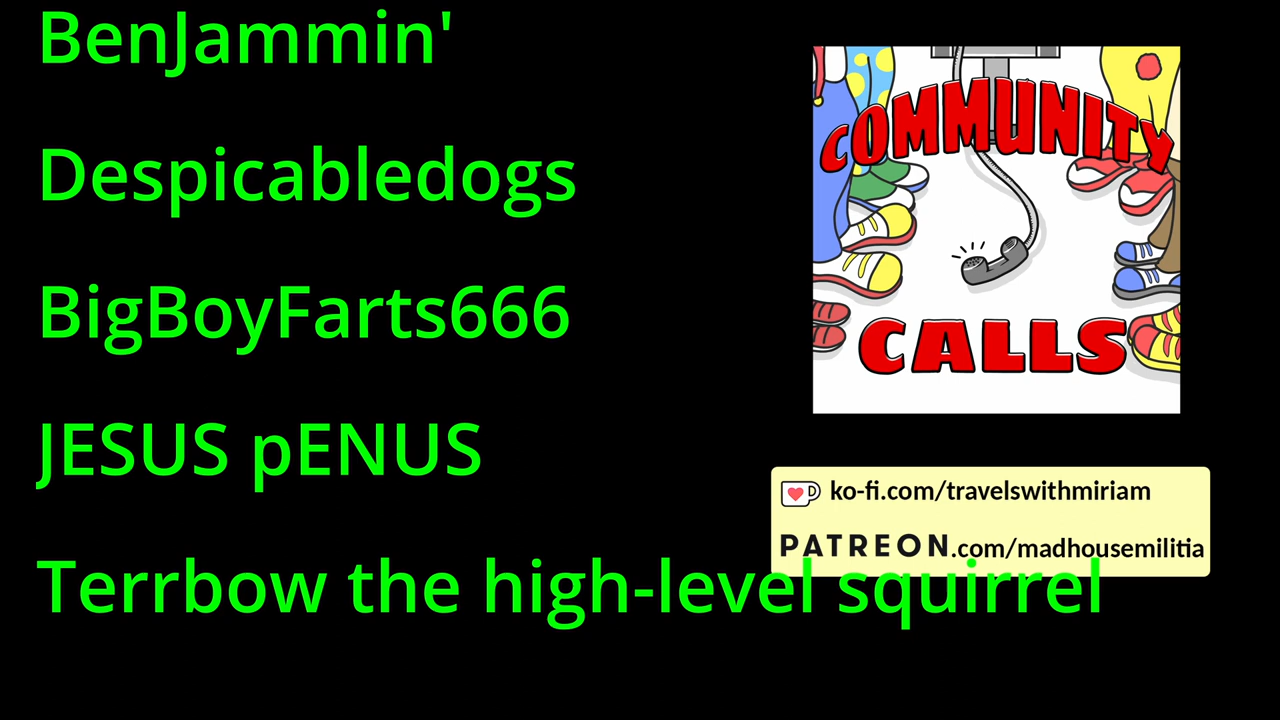 BenJammin'
Despicabledogs
BigBoyFarts666
JESUS pENUS
Terrbow the high-level squirrel
COMMUNITY
CALLS
ko-fi.com/travelswithmiriam
PATREON.com/madhousemilitia